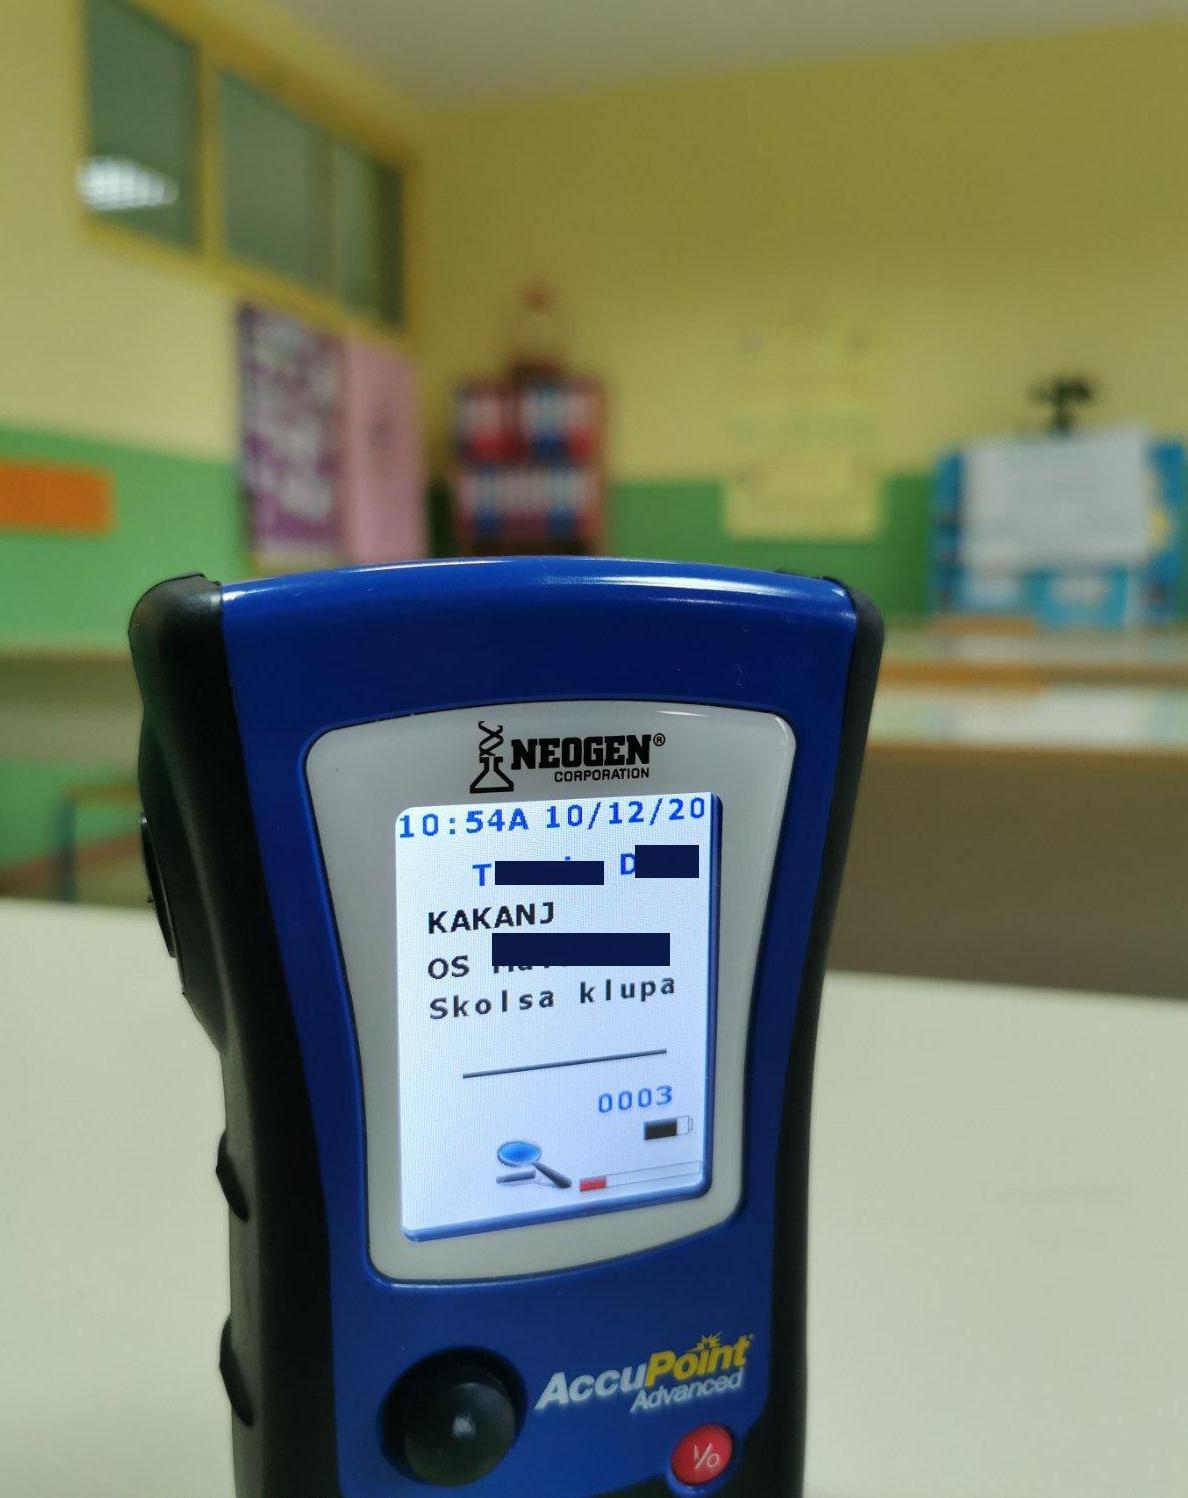 NEOGEN®
CORPORATION
10:54A 10/12/20
T D
KAKANJ
OS
Skolsa klupa
0003
AccuPoint
Advanced
I/O